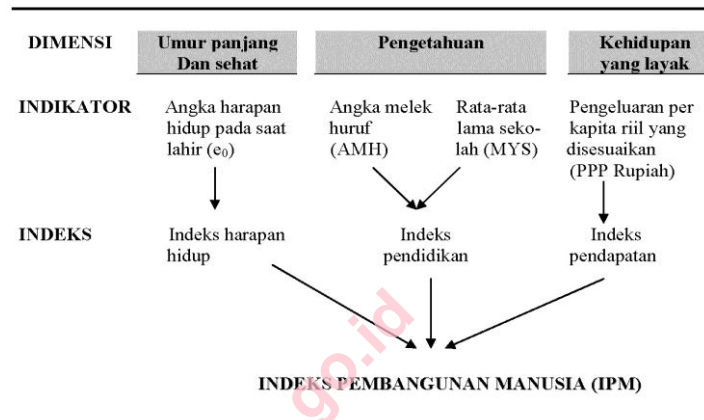 DIMENSI
Umur panjang
Dan sehat
Pengetahuan
Kehidupan
yang layak
INDIKATOR
Angka harapan
hidup pada saat
lahir (e₀)
Angka melek
huruf
(AMH)
Rata-rata
lama seko-
lah (MYS)
Pengeluaran per
kapita riil yang
disesuaikan
(PPP Rupiah)
INDEKS
Indeks harapan
hidup
Indeks
pendidikan
Indeks
pendapatan
INDEKS PEMBANGUNAN MANUSIA (IPM)
go.id